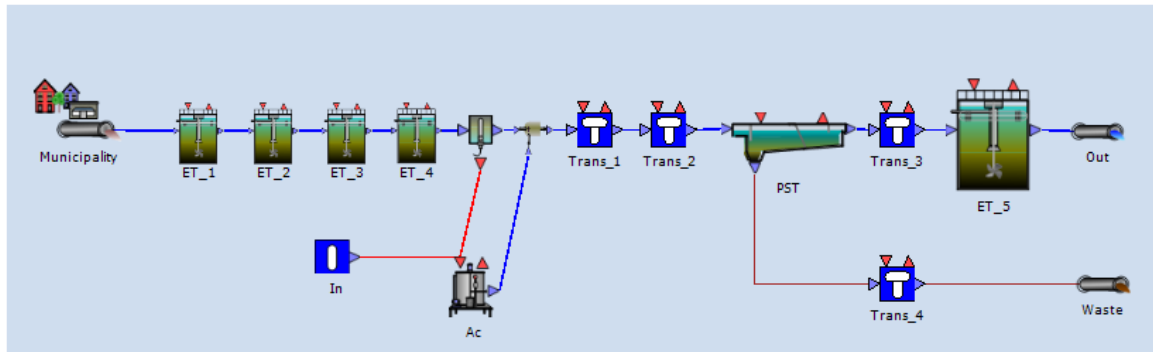 Municipality
ET_1
ET_2
ET_3
ET_4
Trans_1
Trans_2
PST
Trans_3
ET_5
Out
In
Ac
Trans_4
Waste